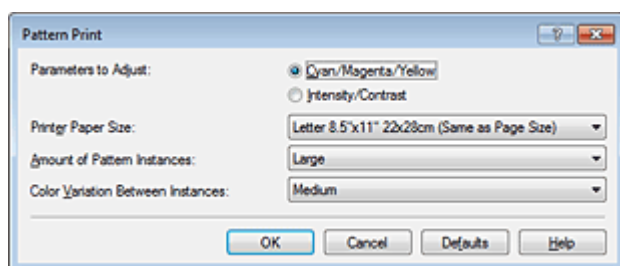 Pattern Print
Parameters to Adjust:
Cyan/Magenta/Yellow
Intensity/Contrast
Printer Paper Size:
Letter 8.5"x11" 22x28cm (Same as Page Size)
Amount of Pattern Instances:
Large
Color Variation Between Instances:
Medium
OK Cancel Defaults Help